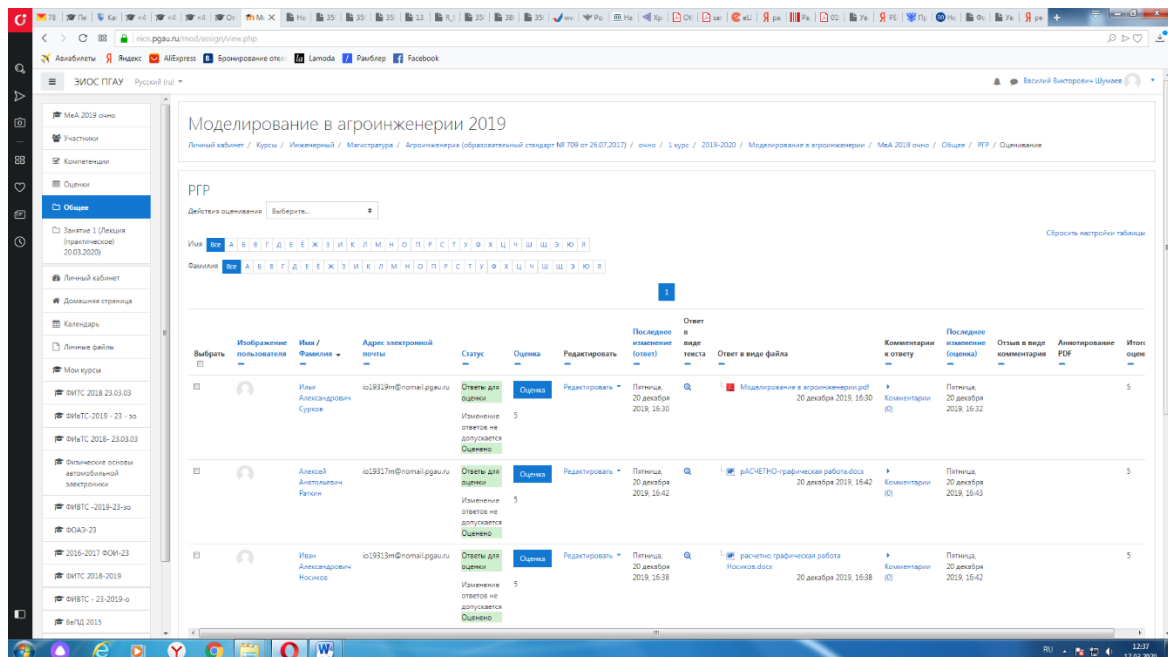 eios.pgau.ru/mod/assign/view.php
Авиабилеты Яндекс AliExpress Бронирование отел Lamoda Рамблер Facebook
ЭИОС ПГАУ Русский (ru)
Василий Викторович Шумаев
МвА 2019 очно
Участники
Компетенции
Оценки
Общее
Занятие 1 (Лекция
(практическое)
20.03.2020)
Личный кабинет
Домашняя страница
Календарь
Личные файлы
Мои курсы
ФИТС 2018 23.03.03
ФИвТС-2019 - 23 - зо
ФИвТС 2018- 23.03.03
Физические основы
автомобильной
электроники
ФИВТС -2019-23-зо
ФОАЭ-23
2016-2017 ФОИ-23
ФИТС 2018-2019
ФИВТС - 23-2019-о
ВеПД 2015
Моделирование в агроинженерии 2019
Личный кабинет / Курсы / Инженерный / Магистратура / Агроинженерия (образовательный стандарт № 709 от 26.07.2017) / очно / 1 курс / 2019-2020 / Моделирование в агроинженерии / МвА 2019 очно / Общее / РГР / Оценивание
РГР
Действия оценивания Выберите...
Сбросить настройки таблицы
Имя Все А Б В Г Д Е Ё Ж З И К Л М Н О П Р С Т У Ф Х Ц Ч Ш Щ Э Ю Я
Фамилия Все А Б В Г Д Е Ё Ж З И К Л М Н О П Р С Т У Ф Х Ц Ч Ш Щ Э Ю Я
1
Выбрать
Изображение
пользователя
Имя /
Фамилия
Адрес электронной
почты
Статус
Оценка
Редактировать
Последнее
изменение
(ответ)
Ответ
в
виде
текста
Ответ в виде файла
Комментарии
к ответу
Последнее
изменение
(оценка)
Отзыв в виде
комментария
Аннотирование
PDF
Итого
оцен
Илья
Александрович
Сурков
io19319m@nomail.pgau.ru
Ответы для
оценки
Изменение
ответов не
допускается
Оценено
Оценка
5
Редактировать
Пятница,
20 декабря
2019, 16:30
Моделирование в агроинженерии.pdf
20 декабря 2019, 16:30
Комментарии
(0)
Пятница,
20 декабря
2019, 16:32
5
Алексей
Анатольевич
Раткин
io19317m@nomail.pgau.ru
Ответы для
оценки
Изменение
ответов не
допускается
Оценено
Оценка
5
Редактировать
Пятница,
20 декабря
2019, 16:42
рАСЧЕТНО-графическая работа.docx
20 декабря 2019, 16:42
Комментарии
(0)
Пятница,
20 декабря
2019, 16:43
5
Иван
Александрович
Носиков
io19313m@nomail.pgau.ru
Ответы для
оценки
Изменение
ответов не
допускается
Оценено
Оценка
5
Редактировать
Пятница,
20 декабря
2019, 16:38
расчетно графическая работа
Носиков.docx
20 декабря 2019, 16:38
Комментарии
(0)
Пятница,
20 декабря
2019, 16:42
5
RU
12:37
17.03.2020